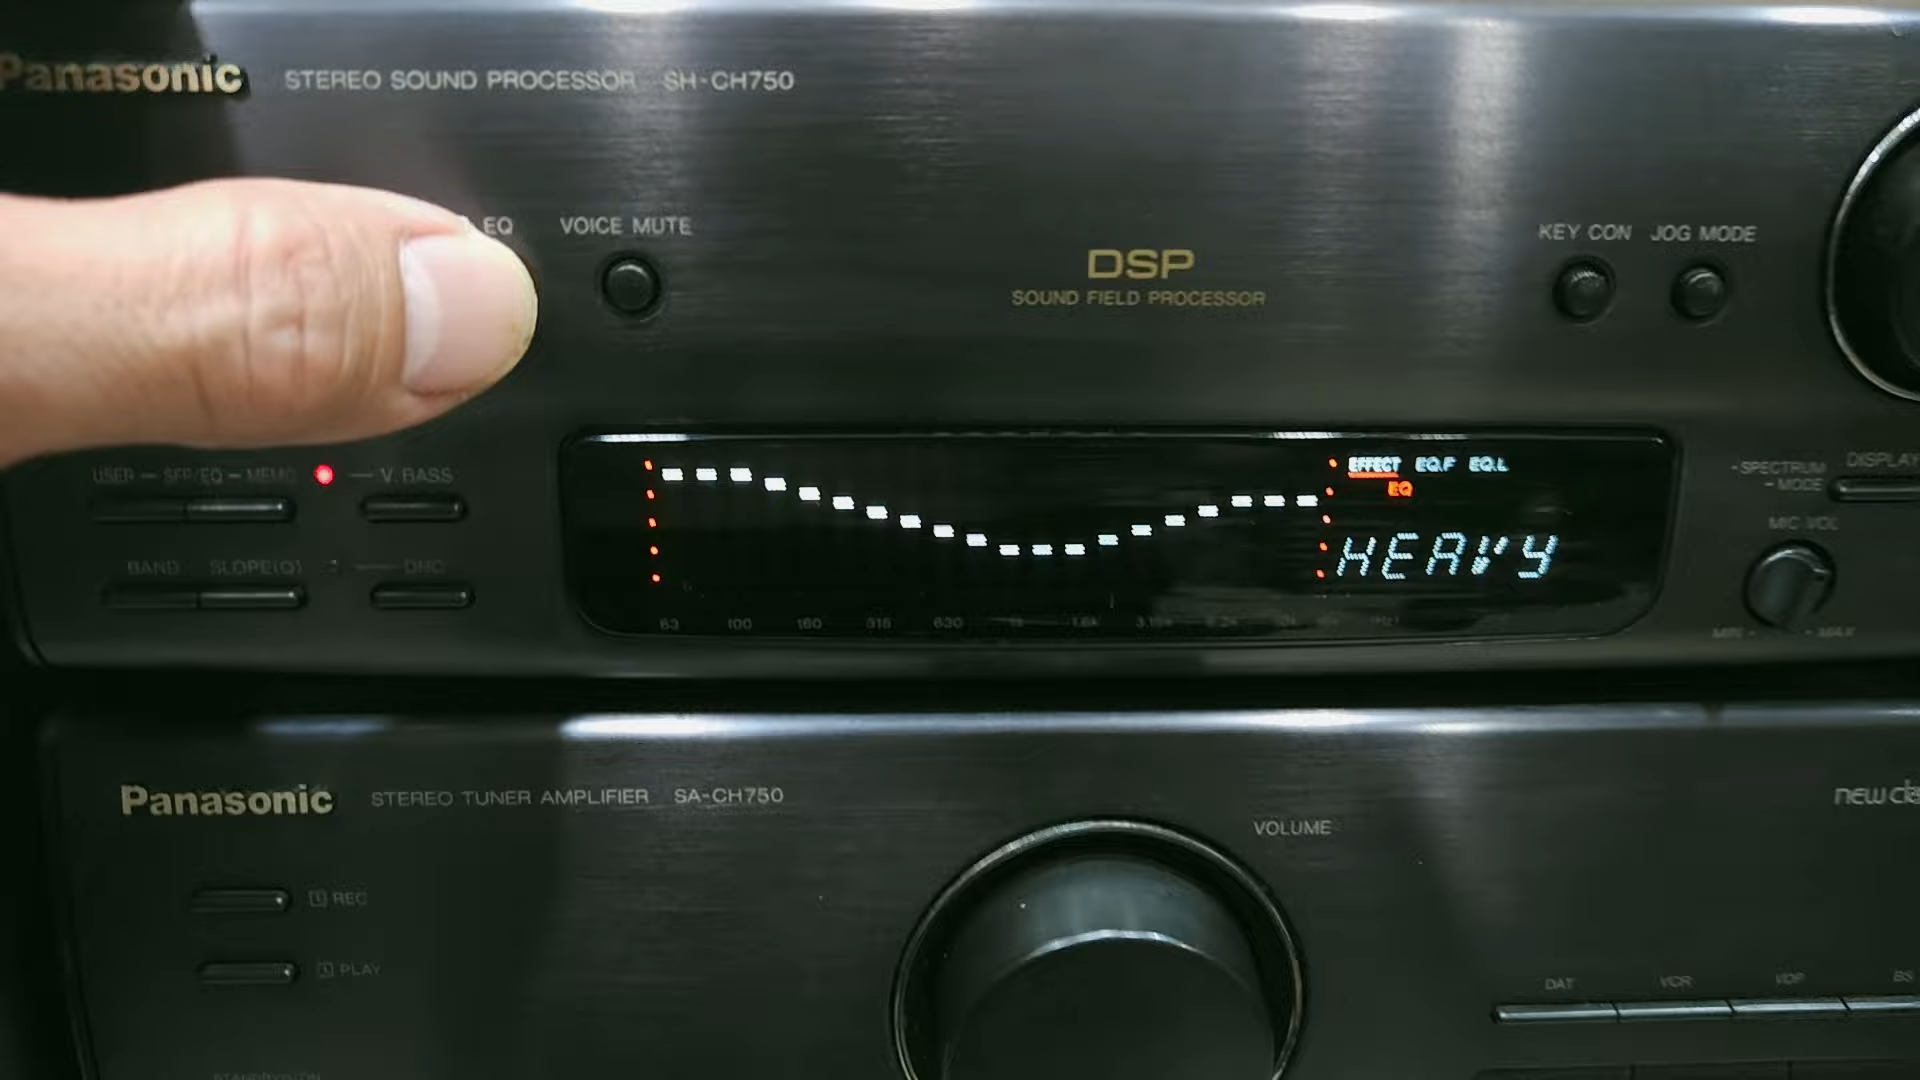 Panasonic STEREO SOUND PROCESSOR SH-CH750
EQ VOICE MUTE
KEY CON JOG MODE
DSP
SOUND FIELD PROCESSOR
USER — SFP/EQ — MEMO — V. BASS
EFFECT EQ.F EQ.L
EQ
HEAVY
SPECTRUM DISPLAY
MODE
MIC VOL
BAND SLOPE(Q) DNC
63 100 160 315 630 1k 1.6k 3.15k
MIN MAX
Panasonic STEREO TUNER AMPLIFIER SA-CH750
VOLUME
REC
PLAY
DAT VCR VDP BS